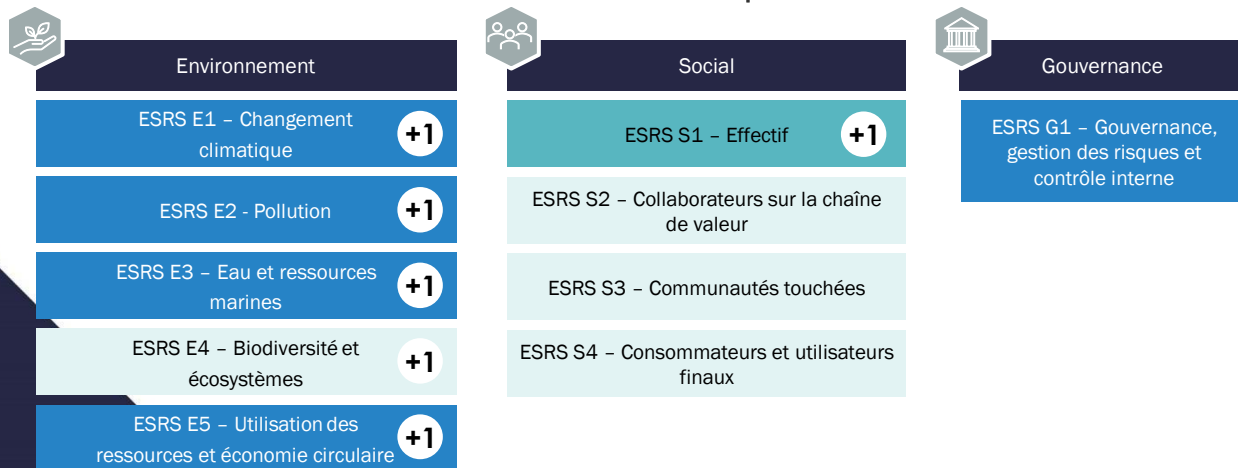 Environnement
ESRS E1 – Changement
climatique
+1
ESRS E2 - Pollution
+1
ESRS E3 – Eau et ressources
marines
+1
ESRS E4 – Biodiversité et
écosystèmes
+1
ESRS E5 – Utilisation des
ressources et économie circulaire
+1
Social
ESRS S1 – Effectif
+1
ESRS S2 – Collaborateurs sur la chaîne
de valeur
ESRS S3 – Communautés touchées
ESRS S4 – Consommateurs et utilisateurs
finaux
Gouvernance
ESRS G1 – Gouvernance,
gestion des risques et
contrôle interne